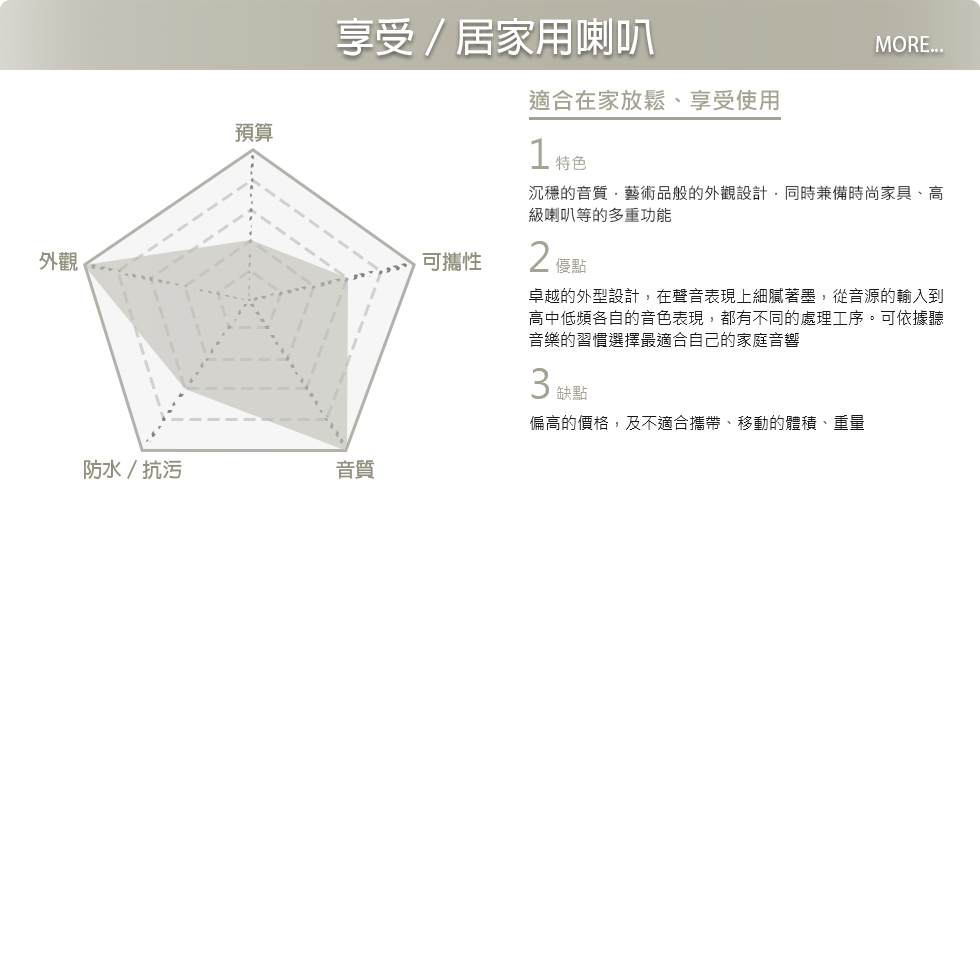 享受 / 居家用喇叭
MORE...
適合在家放鬆、享受使用
預算
外觀
可攜性
防水 / 抗污
音質
1 特色
沉穩的音質，藝術品般的外觀設計，同時兼備時尚家具、高
級喇叭等的多重功能
2 優點
卓越的外型設計，在聲音表現上細膩著墨，從音源的輸入到
高中低頻各自的音色表現，都有不同的處理工序。可依據聽
音樂的習慣選擇最適合自己的家庭音響
3 缺點
偏高的價格，及不適合攜帶、移動的體積、重量